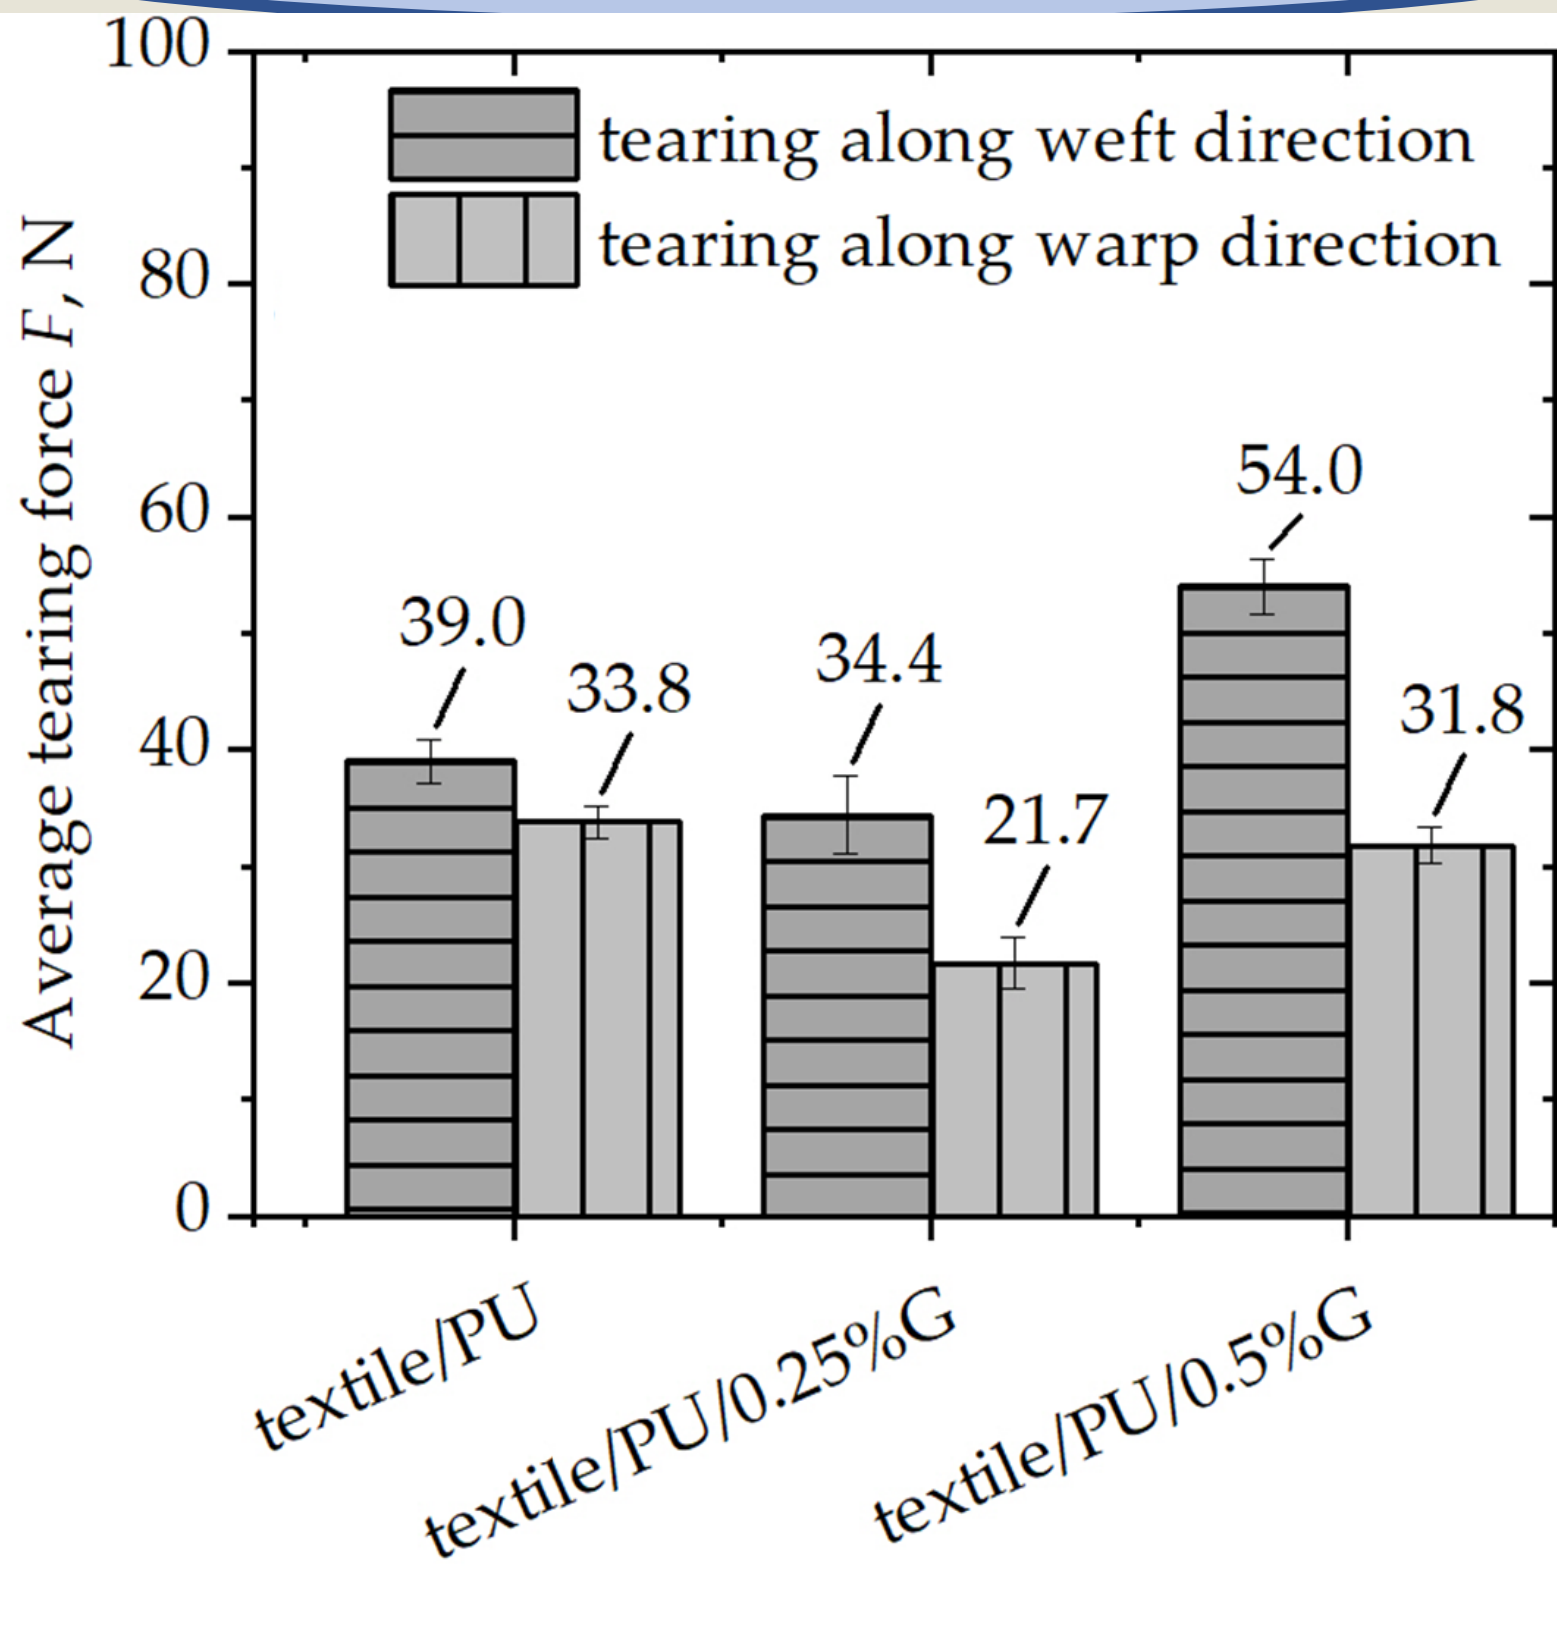 100
80
60
40
20
0
Average tearing force F, N
tearing along weft direction
tearing along warp direction
39.0
33.8
34.4
21.7
54.0
31.8
textile/PU
textile/PU/0.25%G
textile/PU/0.5%G